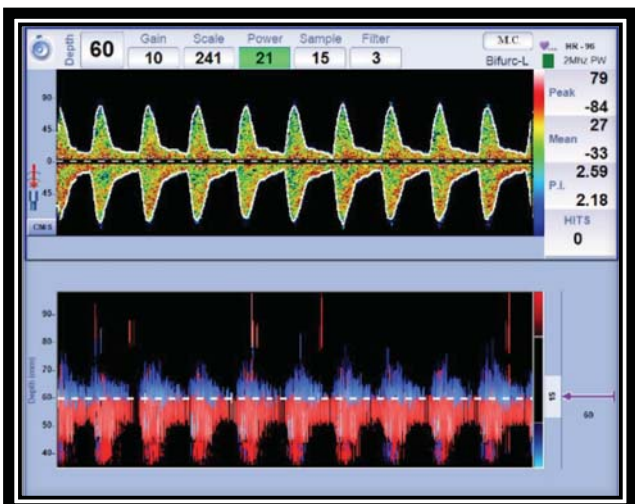 Depth 60 Gain 10 Scale 241 Power 21 Sample 15 Filter 3
M.C. HR - 96
Bifurc-L 2Mhz PW
Peak 79 -84
Mean 27 -33
P.I. 2.59 2.18
HITS 0
90
45
0
45
CM/S
Depth (mm)
90
80
70
60
50
40
15
60